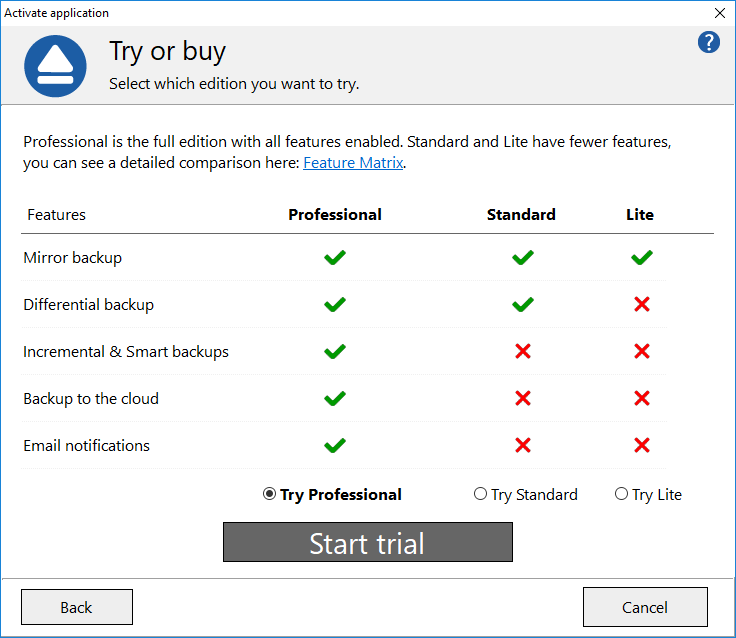 Activate application
Try or buy
Select which edition you want to try.
?
Professional is the full edition with all features enabled. Standard and Lite have fewer features,
you can see a detailed comparison here: Feature Matrix.
Features Professional Standard Lite
Mirror backup
Differential backup
Incremental & Smart backups
Backup to the cloud
Email notifications
Try Professional Try Standard Try Lite
Start trial
Back Cancel